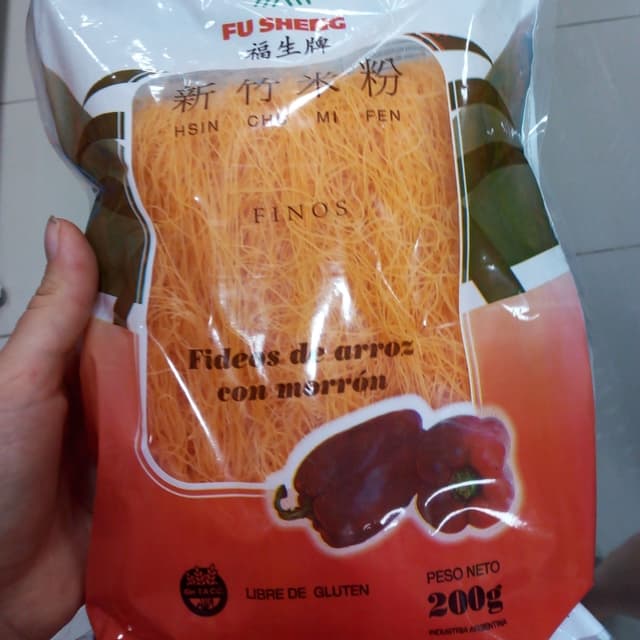 FU SHENG
福生牌
新竹米粉
HSIN CHU MI FEN
FINOS
Fideos de arroz
con morrón
Sin T.A.C.C.
LIBRE DE GLUTEN
PESO NETO
200g
INDUSTRIA ARGENTINA